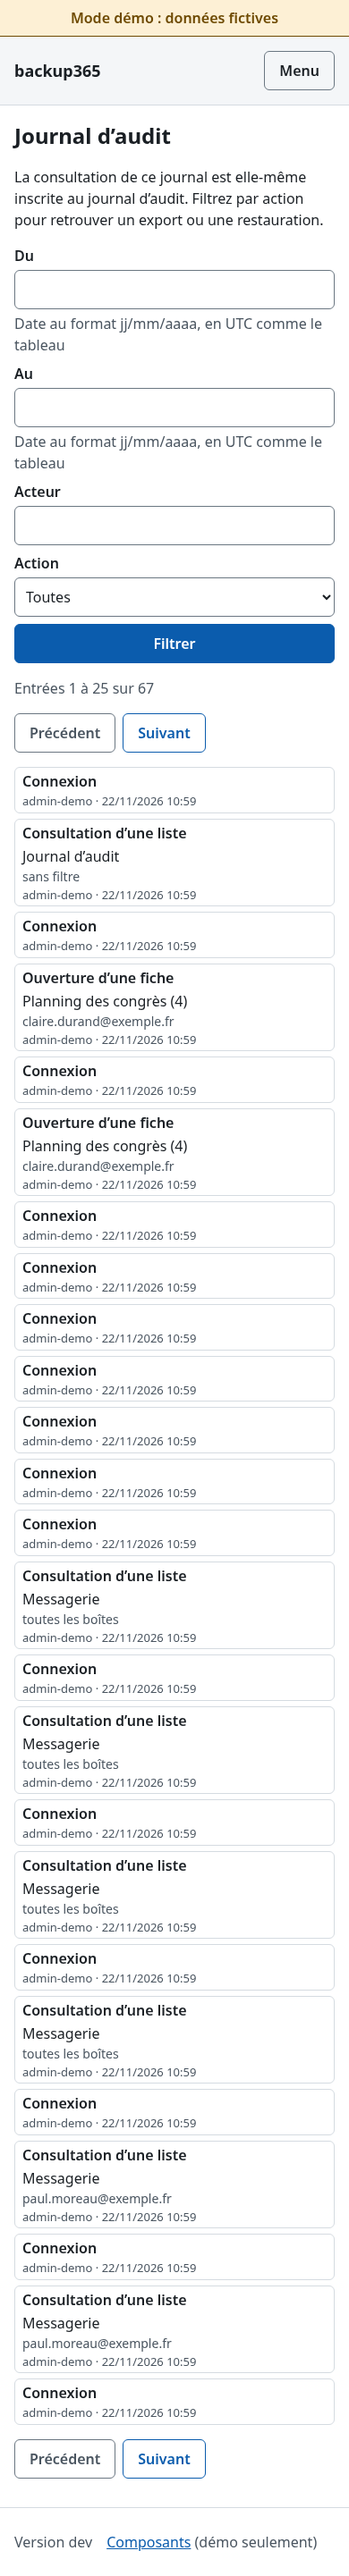 Mode démo : données fictives
backup365
Menu
Journal d’audit
La consultation de ce journal est elle-même
inscrite au journal d’audit. Filtrez par action
pour retrouver un export ou une restauration.
Du
Date au format jj/mm/aaaa, en UTC comme le
tableau
Au
Date au format jj/mm/aaaa, en UTC comme le
tableau
Acteur
Action
Toutes
Filtrer
Entrées 1 à 25 sur 67
Précédent
Suivant
Connexion
admin-demo · 22/11/2026 10:59
Consultation d’une liste
Journal d’audit
sans filtre
admin-demo · 22/11/2026 10:59
Connexion
admin-demo · 22/11/2026 10:59
Ouverture d’une fiche
Planning des congrès (4)
claire.durand@exemple.fr
admin-demo · 22/11/2026 10:59
Connexion
admin-demo · 22/11/2026 10:59
Ouverture d’une fiche
Planning des congrès (4)
claire.durand@exemple.fr
admin-demo · 22/11/2026 10:59
Connexion
admin-demo · 22/11/2026 10:59
Connexion
admin-demo · 22/11/2026 10:59
Connexion
admin-demo · 22/11/2026 10:59
Connexion
admin-demo · 22/11/2026 10:59
Connexion
admin-demo · 22/11/2026 10:59
Connexion
admin-demo · 22/11/2026 10:59
Connexion
admin-demo · 22/11/2026 10:59
Consultation d’une liste
Messagerie
toutes les boîtes
admin-demo · 22/11/2026 10:59
Connexion
admin-demo · 22/11/2026 10:59
Consultation d’une liste
Messagerie
toutes les boîtes
admin-demo · 22/11/2026 10:59
Connexion
admin-demo · 22/11/2026 10:59
Consultation d’une liste
Messagerie
toutes les boîtes
admin-demo · 22/11/2026 10:59
Connexion
admin-demo · 22/11/2026 10:59
Consultation d’une liste
Messagerie
toutes les boîtes
admin-demo · 22/11/2026 10:59
Connexion
admin-demo · 22/11/2026 10:59
Consultation d’une liste
Messagerie
paul.moreau@exemple.fr
admin-demo · 22/11/2026 10:59
Connexion
admin-demo · 22/11/2026 10:59
Consultation d’une liste
Messagerie
paul.moreau@exemple.fr
admin-demo · 22/11/2026 10:59
Connexion
admin-demo · 22/11/2026 10:59
Précédent
Suivant
Version dev Composants (démo seulement)